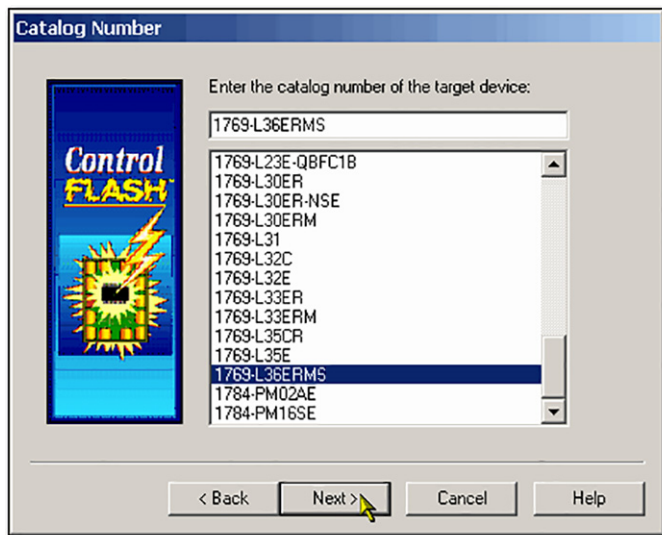 Catalog Number
Enter the catalog number of the target device:
1769-L36ERMS
Control
FLASH
1769-L23E-QBFC1B
1769-L30ER
1769-L30ER-NSE
1769-L30ERM
1769-L31
1769-L32C
1769-L32E
1769-L33ER
1769-L33ERM
1769-L35CR
1769-L35E
1769-L36ERMS
1784-PM02AE
1784-PM16SE
< Back
Next >
Cancel
Help